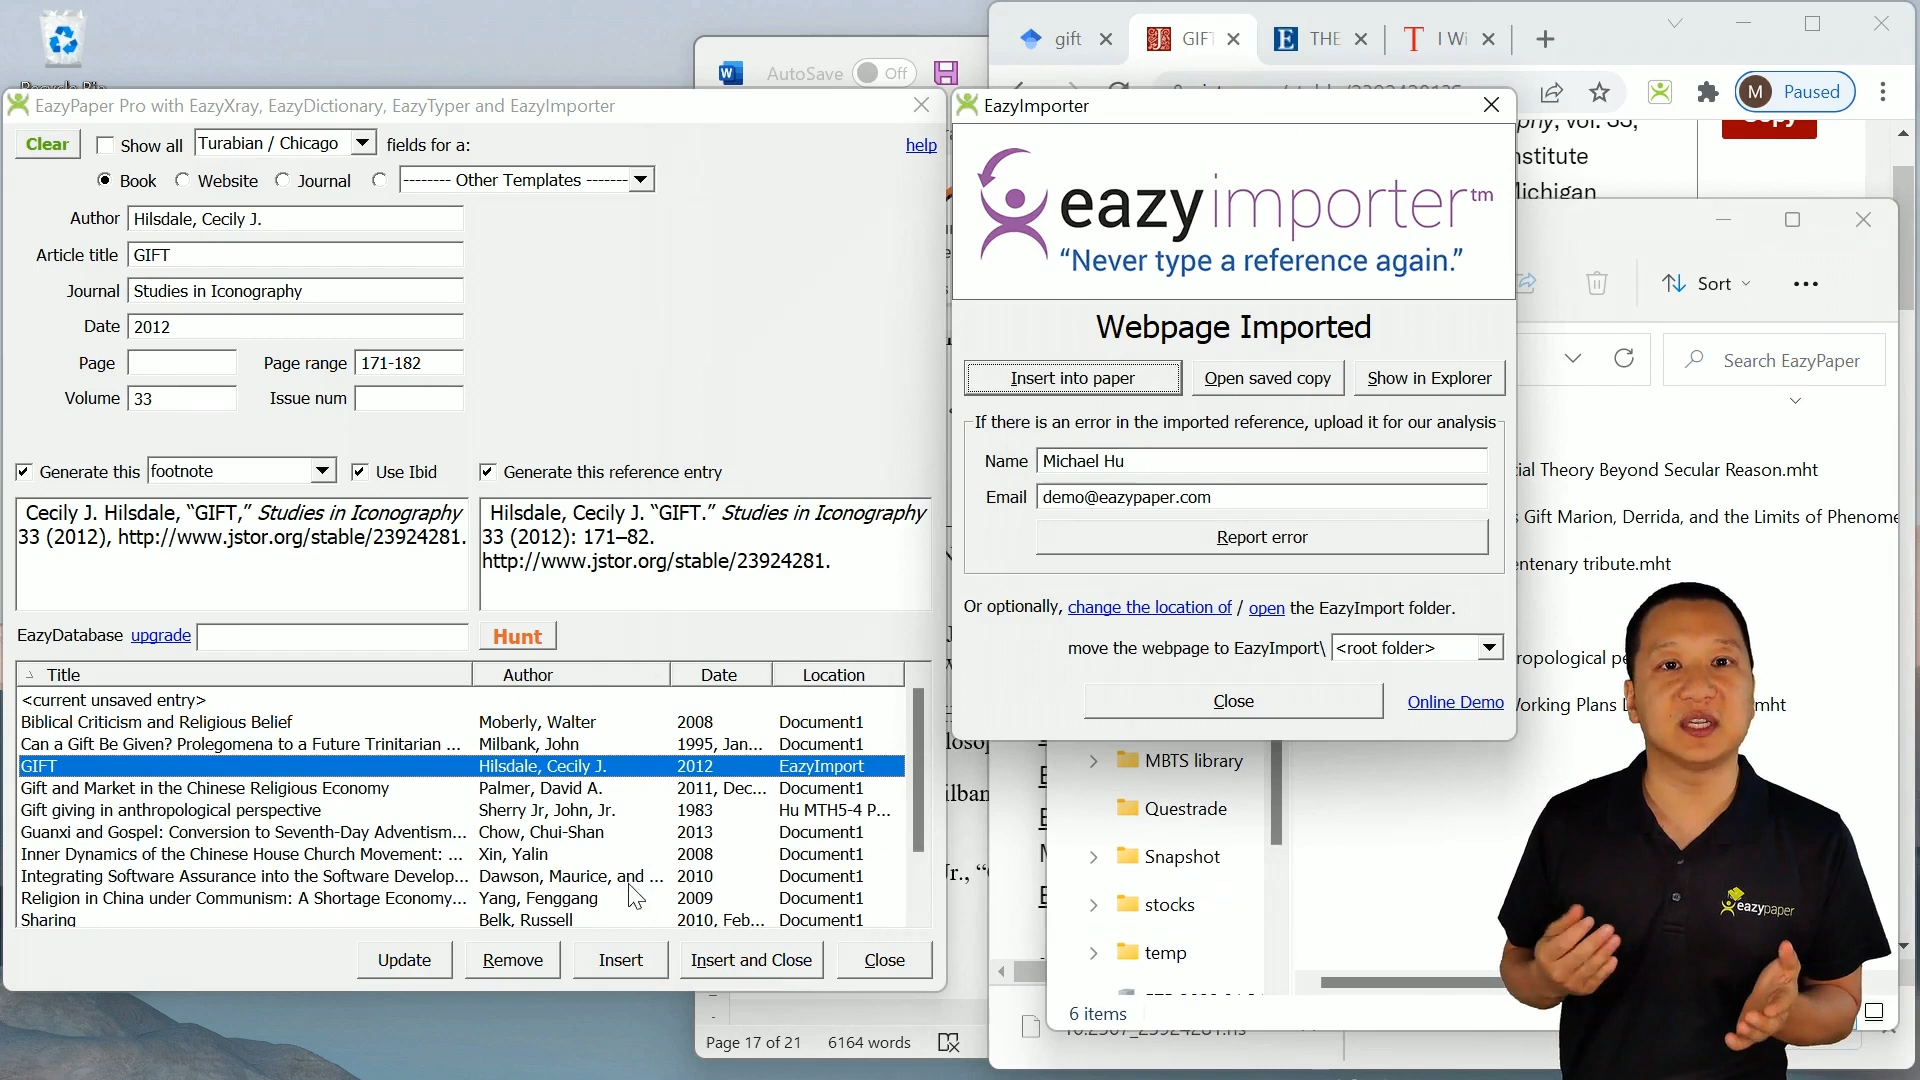 AutoSave Off
gift
GIFT
THE
I Wi
Paused
M
EazyPaper Pro with EazyXray, EazyDictionary, EazyTyper and EazyImporter
Clear
Show all
Turabian / Chicago
fields for a:
help
Book
Website
Journal
-------- Other Templates -------
Author Hilsdale, Cecily J.
Article title GIFT
Journal Studies in Iconography
Date 2012
Page
Page range 171-182
Volume 33
Issue num
Generate this footnote
Use Ibid
Generate this reference entry
Cecily J. Hilsdale, “GIFT,” Studies in Iconography
33 (2012), http://www.jstor.org/stable/23924281.
Hilsdale, Cecily J. “GIFT.” Studies in Iconography
33 (2012): 171–82.
http://www.jstor.org/stable/23924281.
EazyDatabase upgrade
Hunt
Title Author Date Location
<current unsaved entry>
Biblical Criticism and Religious Belief Moberly, Walter 2008 Document1
Can a Gift Be Given? Prolegomena to a Future Trinitarian ... Milbank, John 1995, Jan... Document1
GIFT Hilsdale, Cecily J. 2012 EazyImport
Gift and Market in the Chinese Religious Economy Palmer, David A. 2011, Dec... Document1
Gift giving in anthropological perspective Sherry Jr, John, Jr. 1983 Hu MTH5-4 P...
Guanxi and Gospel: Conversion to Seventh-Day Adventism... Chow, Chui-Shan 2013 Document1
Inner Dynamics of the Chinese House Church Movement: ... Xin, Yalin 2008 Document1
Integrating Software Assurance into the Software Develop... Dawson, Maurice, and ... 2010 Document1
Religion in China under Communism: A Shortage Economy... Yang, Fenggang 2009 Document1
Sharing Belk, Russell 2010, Feb... Document1
Update
Remove
Insert
Insert and Close
Close
EazyImporter
eazyimporter™
“Never type a reference again.”
Webpage Imported
Insert into paper
Open saved copy
Show in Explorer
If there is an error in the imported reference, upload it for our analysis
Name Michael Hu
Email demo@eazypaper.com
Report error
Or optionally, change the location of / open the EazyImport folder.
move the webpage to EazyImport\ <root folder>
Close
Online Demo
vol. 33,
Michigan
Sort
Search EazyPaper
Theory Beyond Secular Reason.mht
Gift Marion, Derrida, and the Limits of Phenome
tribute.mht
MBTS library
Questrade
Snapshot
stocks
temp
6 items
Page 17 of 21 6164 words
eazypaper